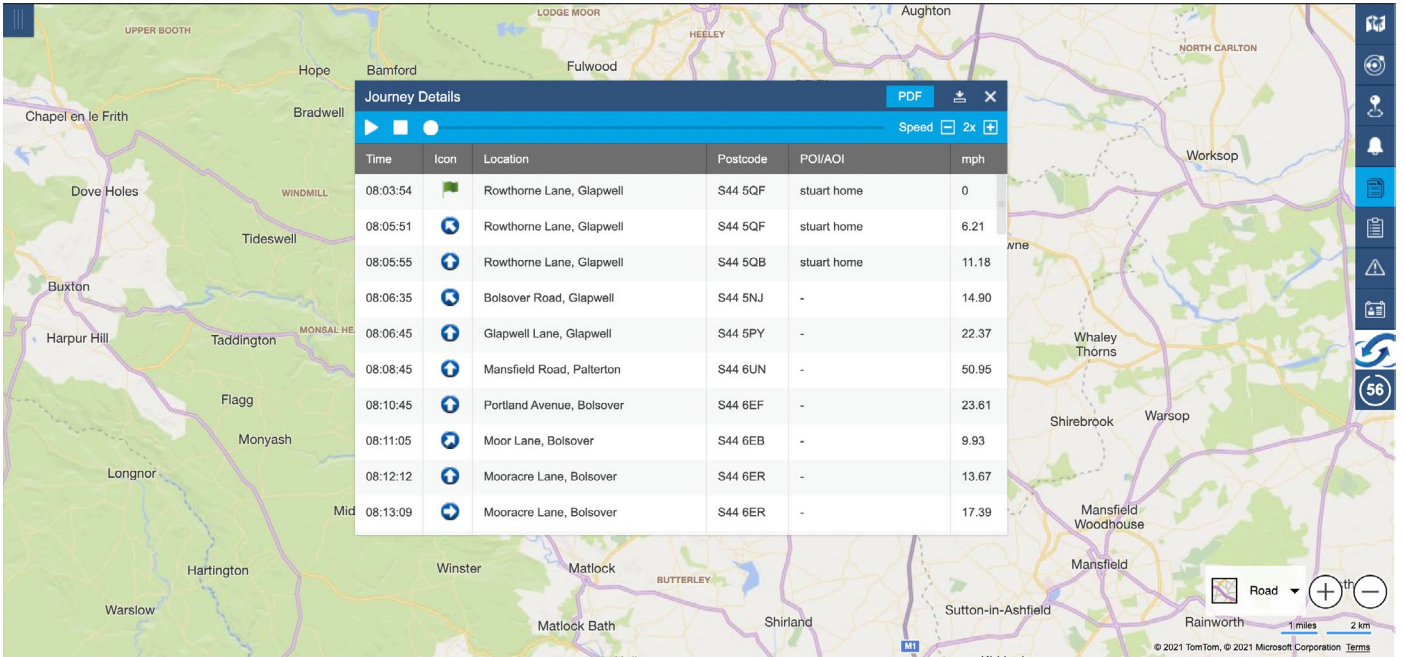 LODGE MOOR
Aughton
UPPER BOOTH
HEELEY
NORTH CARLTON
Hope
Bamford
Fulwood
Chapel en le Frith
Bradwell
Journey Details
PDF
Speed 2x
Time Icon Location Postcode POI/AOI mph
08:03:54 Rowthorne Lane, Glapwell S44 5QF stuart home 0
08:05:51 Rowthorne Lane, Glapwell S44 5QF stuart home 6.21
08:05:55 Rowthorne Lane, Glapwell S44 5QB stuart home 11.18
08:06:35 Bolsover Road, Glapwell S44 5NJ - 14.90
08:06:45 Glapwell Lane, Glapwell S44 5PY - 22.37
08:08:45 Mansfield Road, Palterton S44 6UN - 50.95
08:10:45 Portland Avenue, Bolsover S44 6EF - 23.61
08:11:05 Moor Lane, Bolsover S44 6EB - 9.93
08:12:12 Mooracre Lane, Bolsover S44 6ER - 13.67
08:13:09 Mooracre Lane, Bolsover S44 6ER - 17.39
Worksop
Dove Holes
WINDMILL
Tideswell
wne
Buxton
Harpur Hill
Taddington
MONSAL HE
Whaley
Thorns
56
Flagg
Monyash
Shirebrook
Warsop
Longnor
Mid
Mansfield
Woodhouse
Hartington
Winster
Matlock
BUTTERLEY
Mansfield
Road
th
Warslow
Matlock Bath
Shirland
Sutton-in-Ashfield
Rainworth
1 miles
2 km
M1
© 2021 TomTom, © 2021 Microsoft Corporation Terms